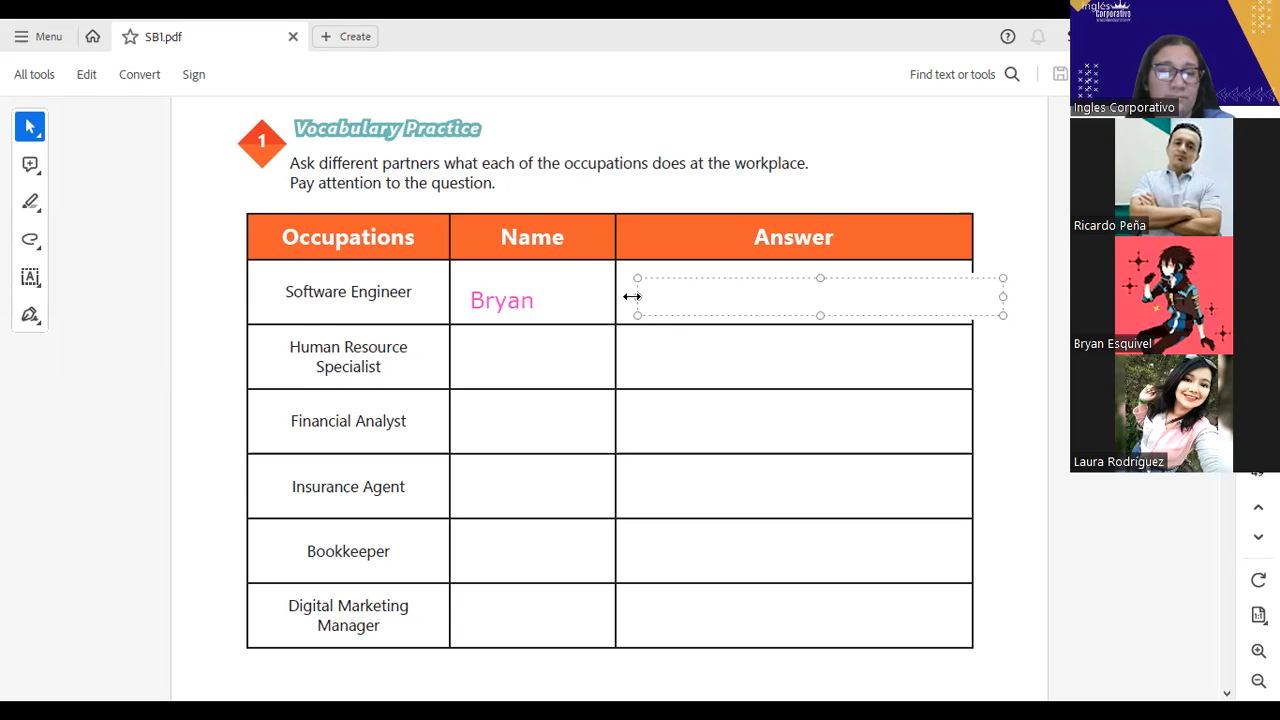 Menu
SB1.pdf
Create
All tools
Edit
Convert
Sign
Find text or tools
Vocabulary Practice
1
Ask different partners what each of the occupations does at the workplace.
Pay attention to the question.
Occupations
Name
Answer
Software Engineer
Bryan
Human Resource
Specialist
Financial Analyst
Insurance Agent
Bookkeeper
Digital Marketing
Manager
Inglés
Corporativo
Ingles Corporativo
Ricardo Peña
Bryan Esquivel
Laura Rodriguez